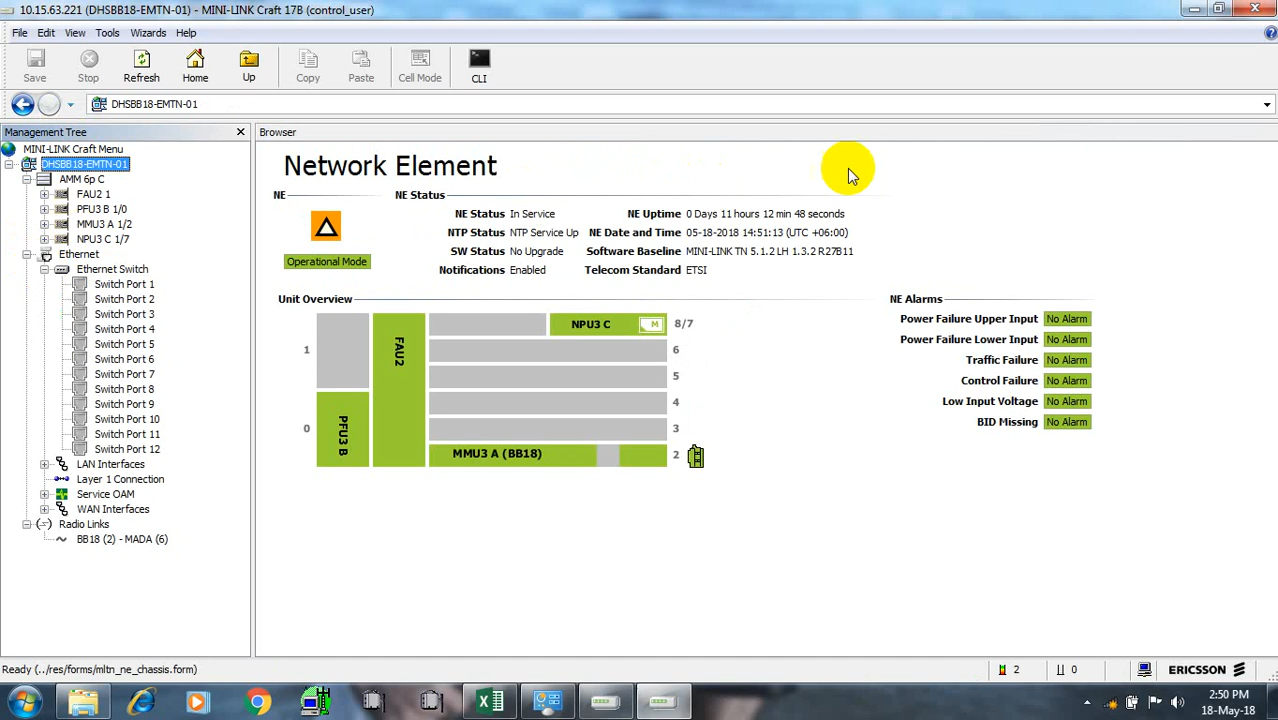 10.15.63.221 (DHSBB18-EMTN-01) - MINI-LINK Craft 17B (control_user)
File Edit View Tools Wizards Help
Save Stop Refresh Home Up Copy Paste Cell Mode CLI
DHSBB18-EMTN-01
Management Tree
MINI-LINK Craft Menu
DHSBB18-EMTN-01
AMM 6p C
FAU2 1
PFU3 B 1/0
MMU3 A 1/2
NPU3 C 1/7
Ethernet
Ethernet Switch
Switch Port 1
Switch Port 2
Switch Port 3
Switch Port 4
Switch Port 5
Switch Port 6
Switch Port 7
Switch Port 8
Switch Port 9
Switch Port 10
Switch Port 11
Switch Port 12
LAN Interfaces
Layer 1 Connection
Service OAM
WAN Interfaces
Radio Links
BB18 (2) - MADA (6)
Browser
Network Element
NE
Operational Mode
NE Status
NE Status In Service NE Uptime 0 Days 11 hours 12 min 48 seconds
NTP Status NTP Service Up NE Date and Time 05-18-2018 14:51:13 (UTC +06:00)
SW Status No Upgrade Software Baseline MINI-LINK TN 5.1.2 LH 1.3.2 R27B11
Notifications Enabled Telecom Standard ETSI
Unit Overview
1
0
PFU3 B
FAU2
NPU3 C M 8/7
6
5
4
3
MMU3 A (BB18) 2
NE Alarms
Power Failure Upper Input No Alarm
Power Failure Lower Input No Alarm
Traffic Failure No Alarm
Control Failure No Alarm
Low Input Voltage No Alarm
BID Missing No Alarm
Ready (../res/forms/mltn_ne_chassis.form)
2 0 ERICSSON
2:50 PM
18-May-18